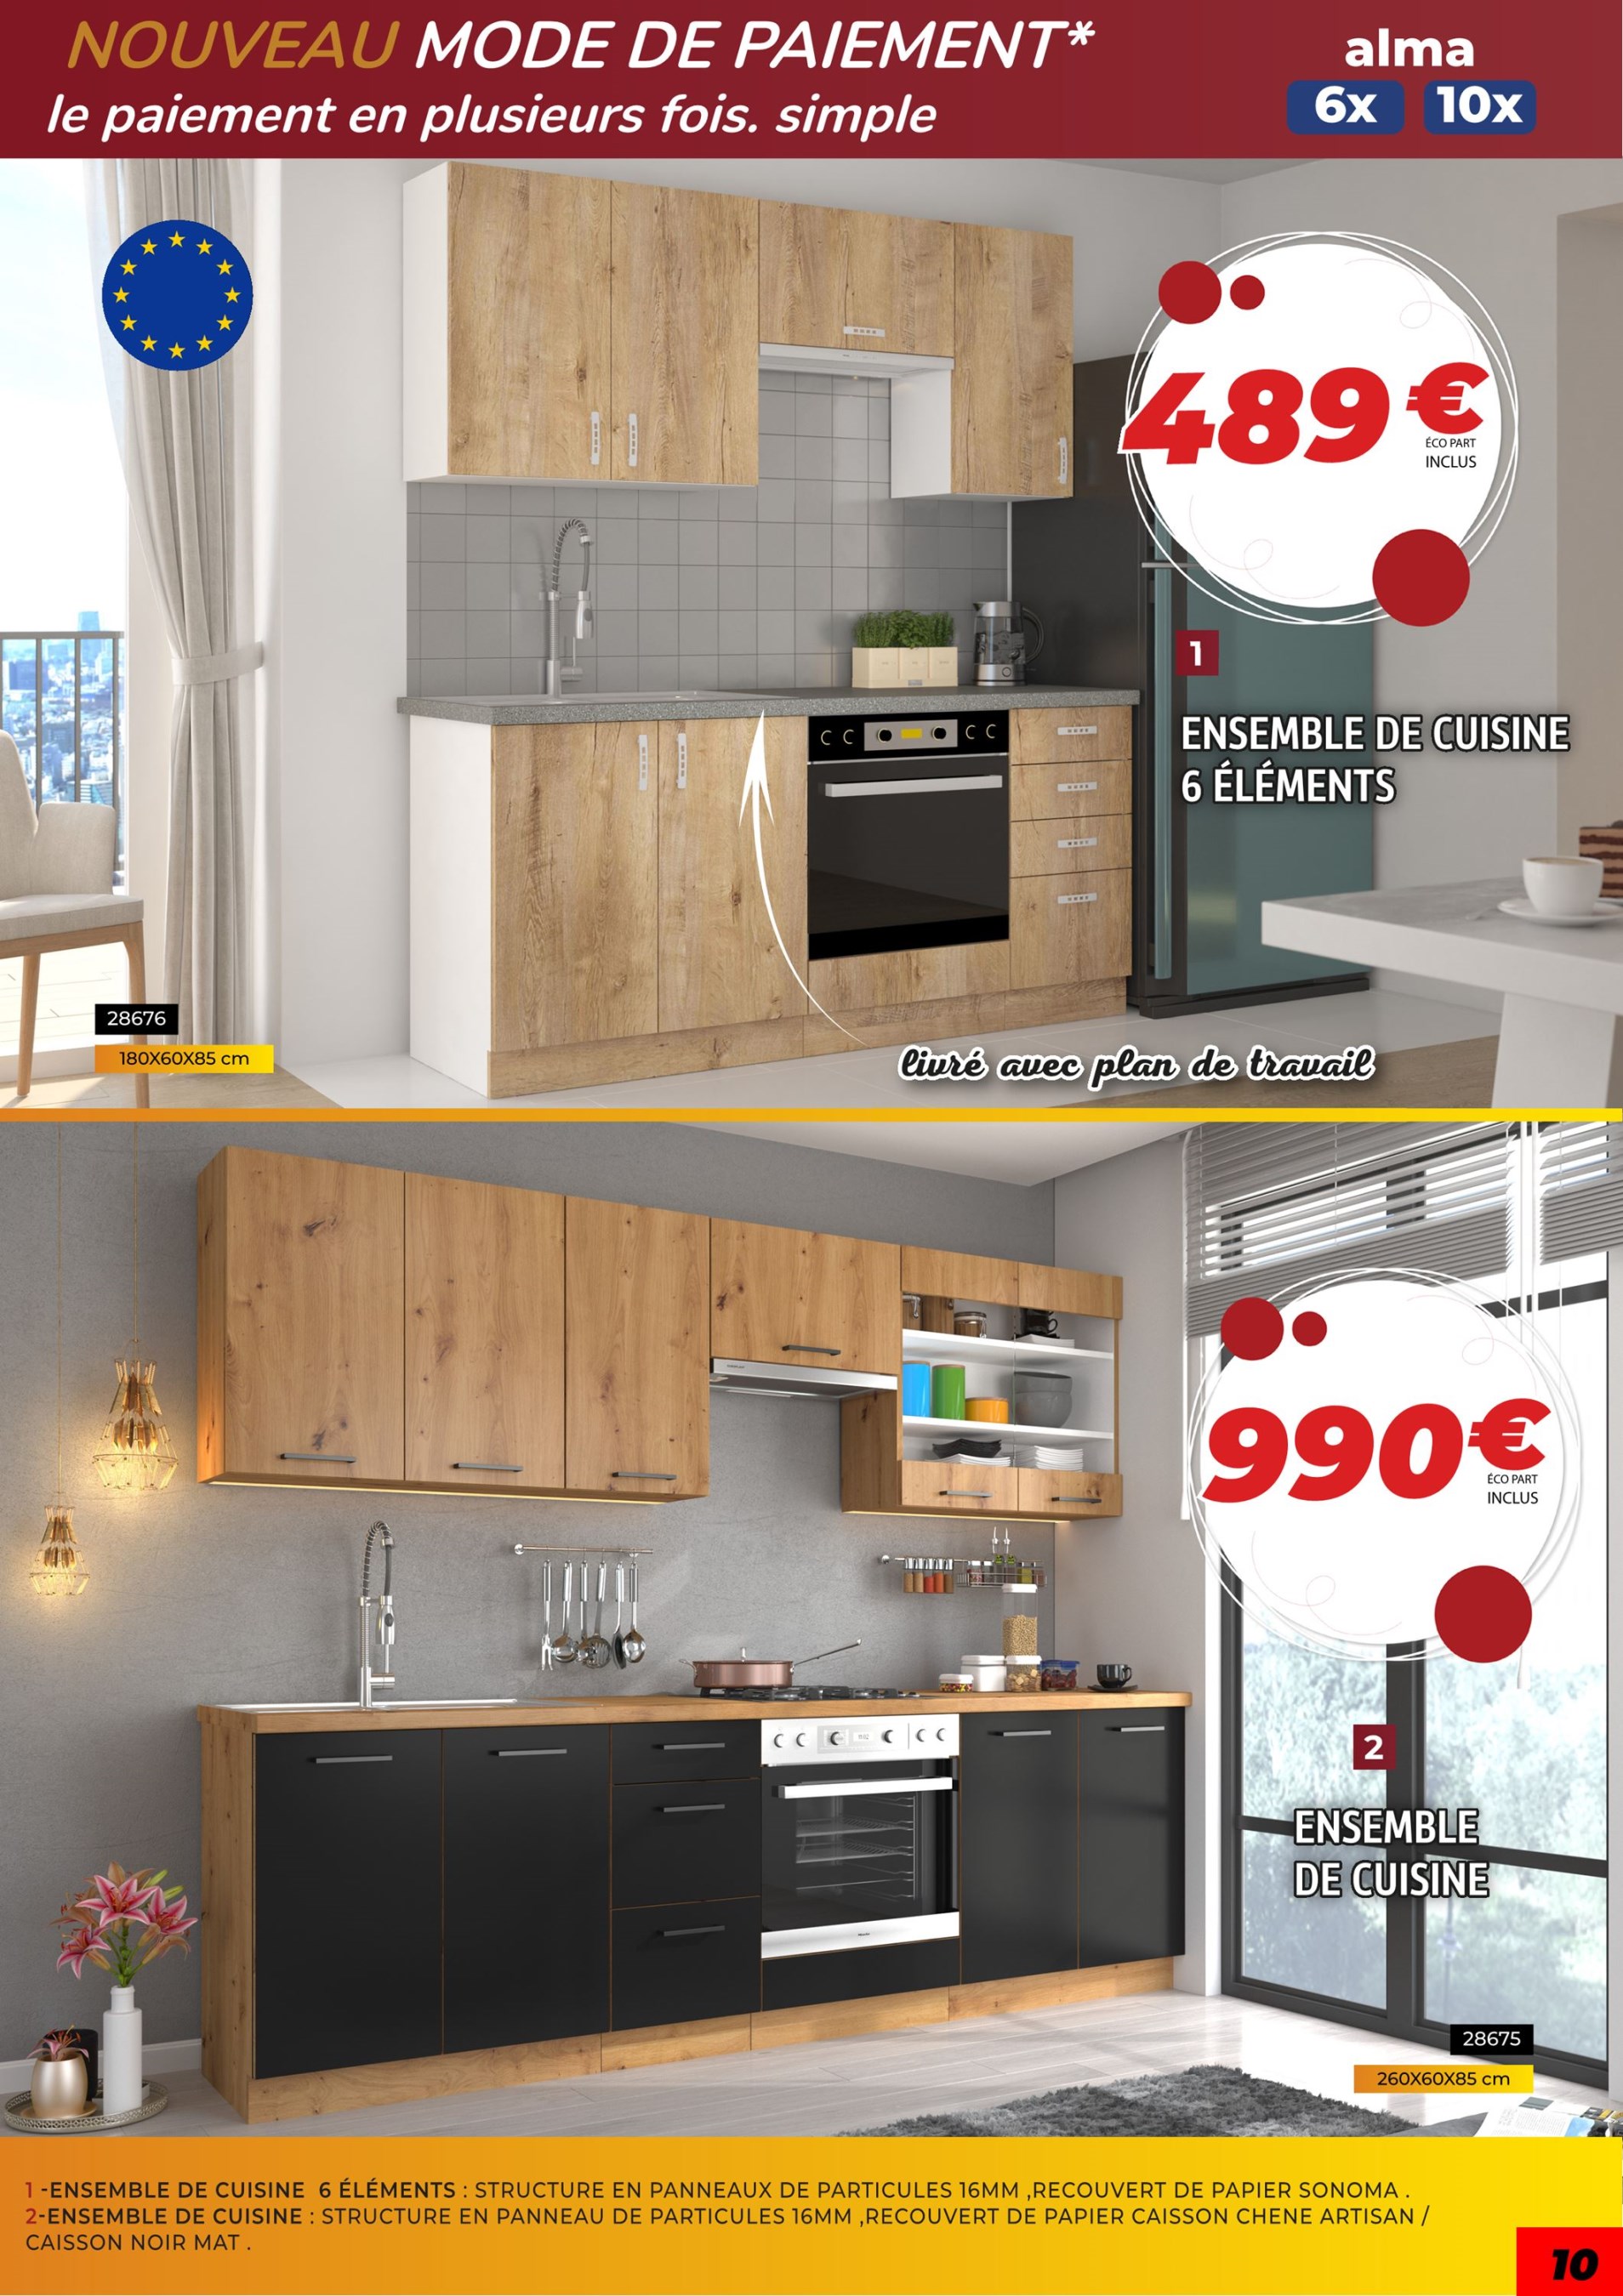 NOUVEAU MODE DE PAIEMENT*
le paiement en plusieurs fois. simple
alma
6x 10x
489 €
ÉCO PART
INCLUS
1
ENSEMBLE DE CUISINE
6 ÉLÉMENTS
28676
180X60X85 cm
livré avec plan de travail
990€
ÉCO PART
INCLUS
2
ENSEMBLE
DE CUISINE
28675
260X60X85 cm
1 -ENSEMBLE DE CUISINE 6 ÉLÉMENTS : STRUCTURE EN PANNEAUX DE PARTICULES 16MM ,RECOUVERT DE PAPIER SONOMA .
2-ENSEMBLE DE CUISINE : STRUCTURE EN PANNEAU DE PARTICULES 16MM ,RECOUVERT DE PAPIER CAISSON CHENE ARTISAN /
CAISSON NOIR MAT .
10